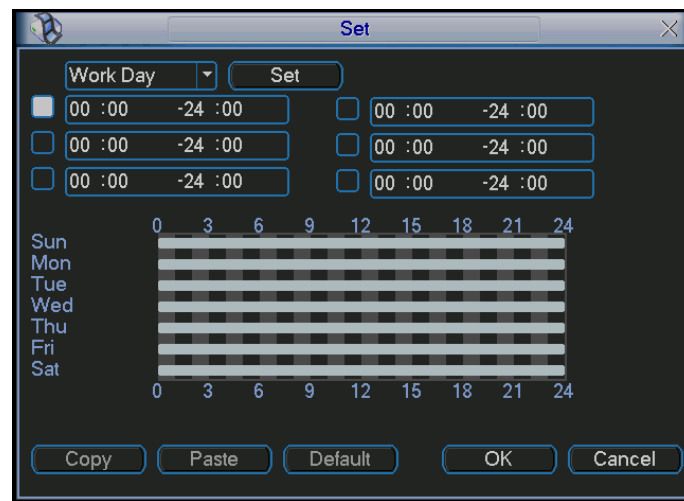 Set
Work Day Set
00 :00 -24 :00 00 :00 -24 :00
00 :00 -24 :00 00 :00 -24 :00
00 :00 -24 :00 00 :00 -24 :00
0 3 6 9 12 15 18 21 24
Sun
Mon
Tue
Wed
Thu
Fri
Sat
0 3 6 9 12 15 18 21 24
Copy Paste Default OK Cancel